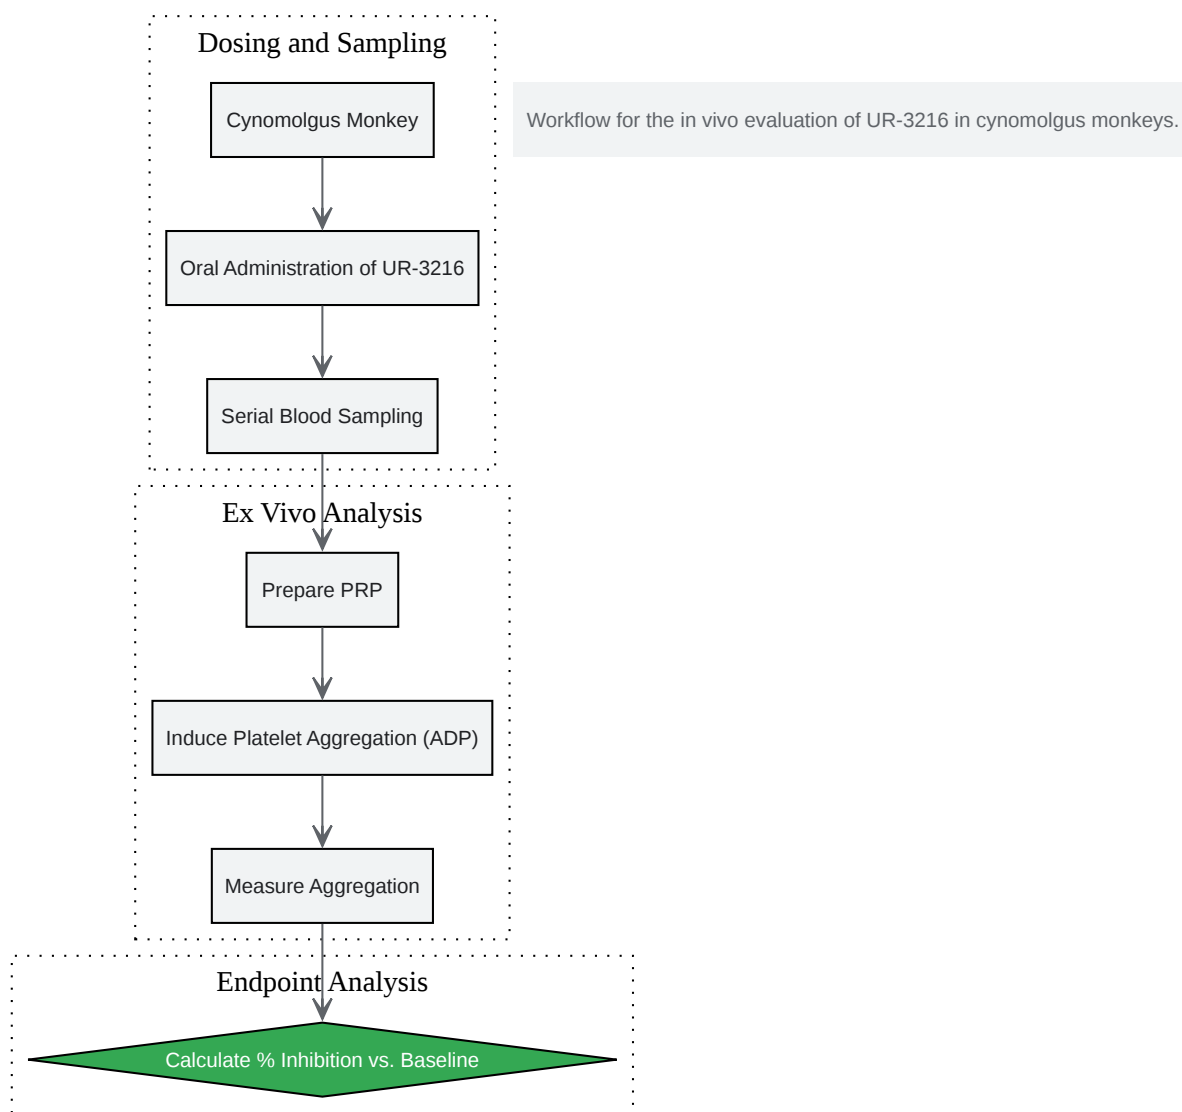 Dosing and Sampling
Cynomolgus Monkey
Workflow for the in vivo evaluation of UR-3216 in cynomolgus monkeys.
Oral Administration of UR-3216
Serial Blood Sampling
Ex Vivo Analysis
Prepare PRP
Induce Platelet Aggregation (ADP)
Measure Aggregation
Endpoint Analysis
Calculate % Inhibition vs. Baseline